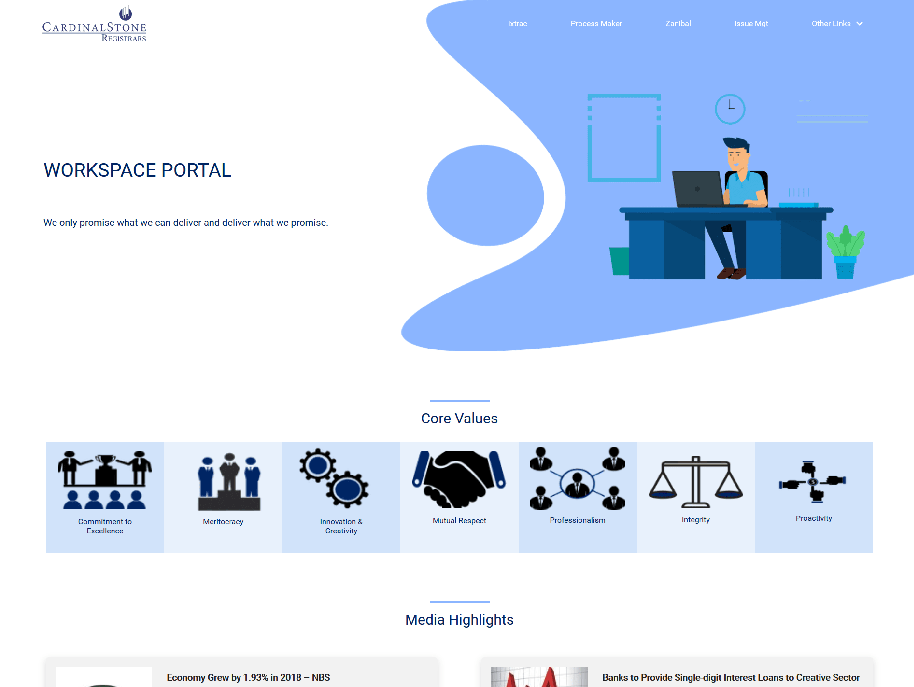 CARDINALSTONE
REGISTRARS
Process Maker
Zanibal
Issue Mgt
Other Links
WORKSPACE PORTAL
We only promise what we can deliver and deliver what we promise.
Core Values
Commitment to
Excellence
Meritocracy
Innovation &
Creativity
Mutual Respect
Professionalism
Integrity
Proactivity
Media Highlights
Economy Grew by 1.93% in 2018 – NBS
Banks to Provide Single-digit Interest Loans to Creative Sector